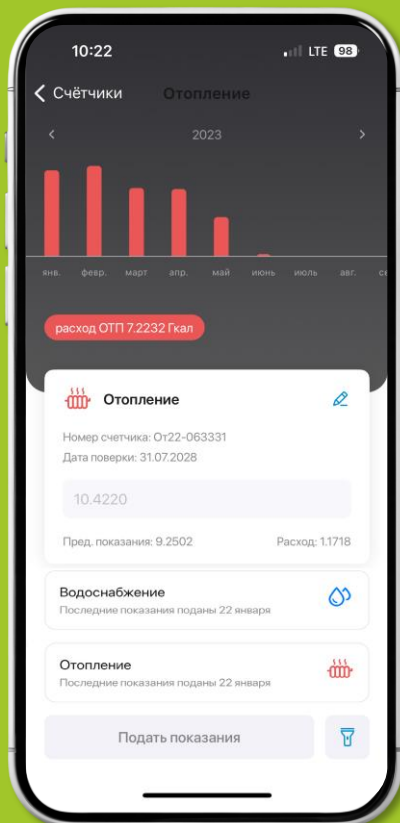 10:22
LTE 98
Счётчики Отопление
2023
янв. февр. март апр. май июнь июль авг. се
расход ОТП 7.2232 Гкал
Отопление
Номер счетчика: От22-063331
Дата поверки: 31.07.2028
10.4220
Пред. показания: 9.2502 Расход: 1.1718
Водоснабжение
Последние показания поданы 22 января
Отопление
Последние показания поданы 22 января
Подать показания